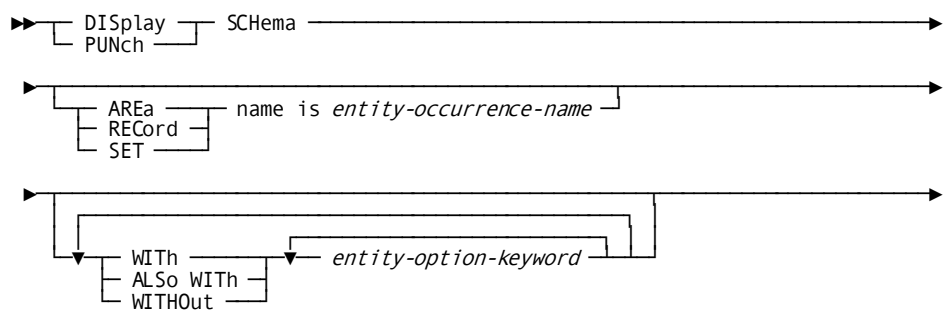 DISplay SCHema
PUNch
AREa name is entity-occurrence-name
RECord
SET
WITh entity-option-keyword
ALSo WITh
WITHOut